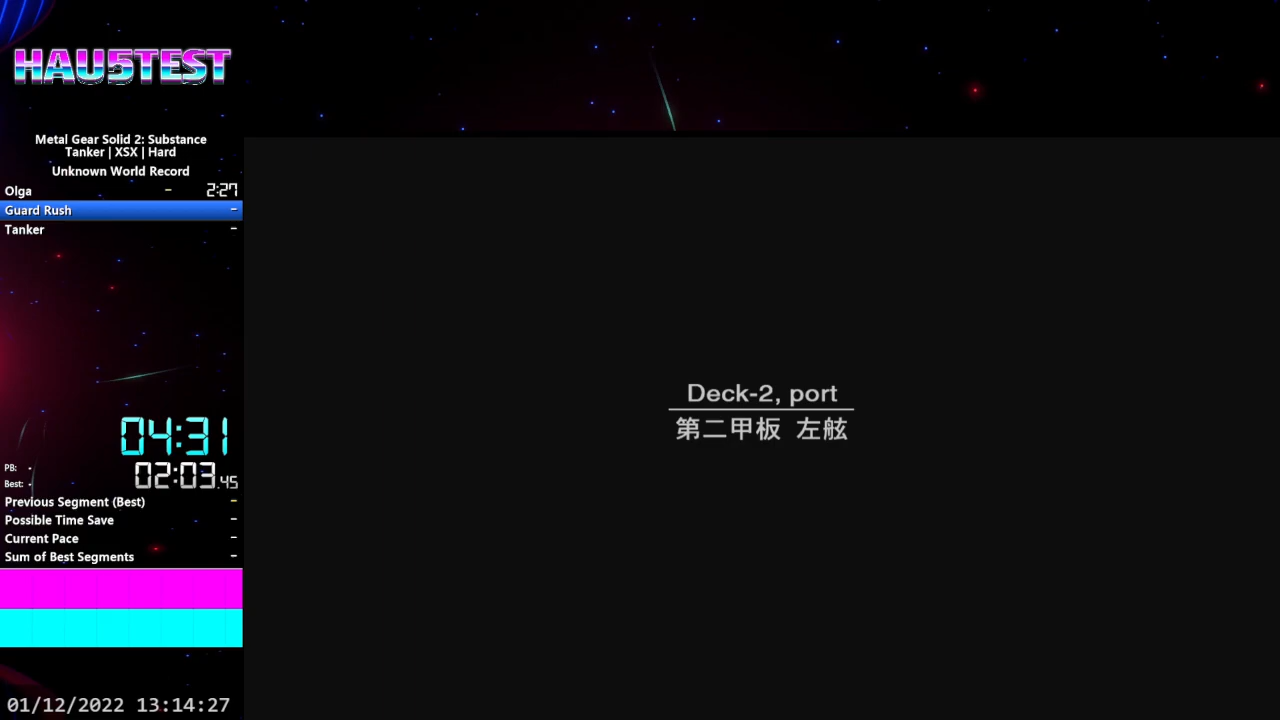 HAU5TEST
Metal Gear Solid 2: Substance
Tanker | XSX | Hard
Unknown World Record
Olga – 2:27
Guard Rush –
Tanker –
04:31
PB: -
02:03.45
Best: -
Previous Segment (Best) –
Possible Time Save –
Current Pace –
Sum of Best Segments –
01/12/2022 13:14:27
Deck-2, port
第二甲板 左舷